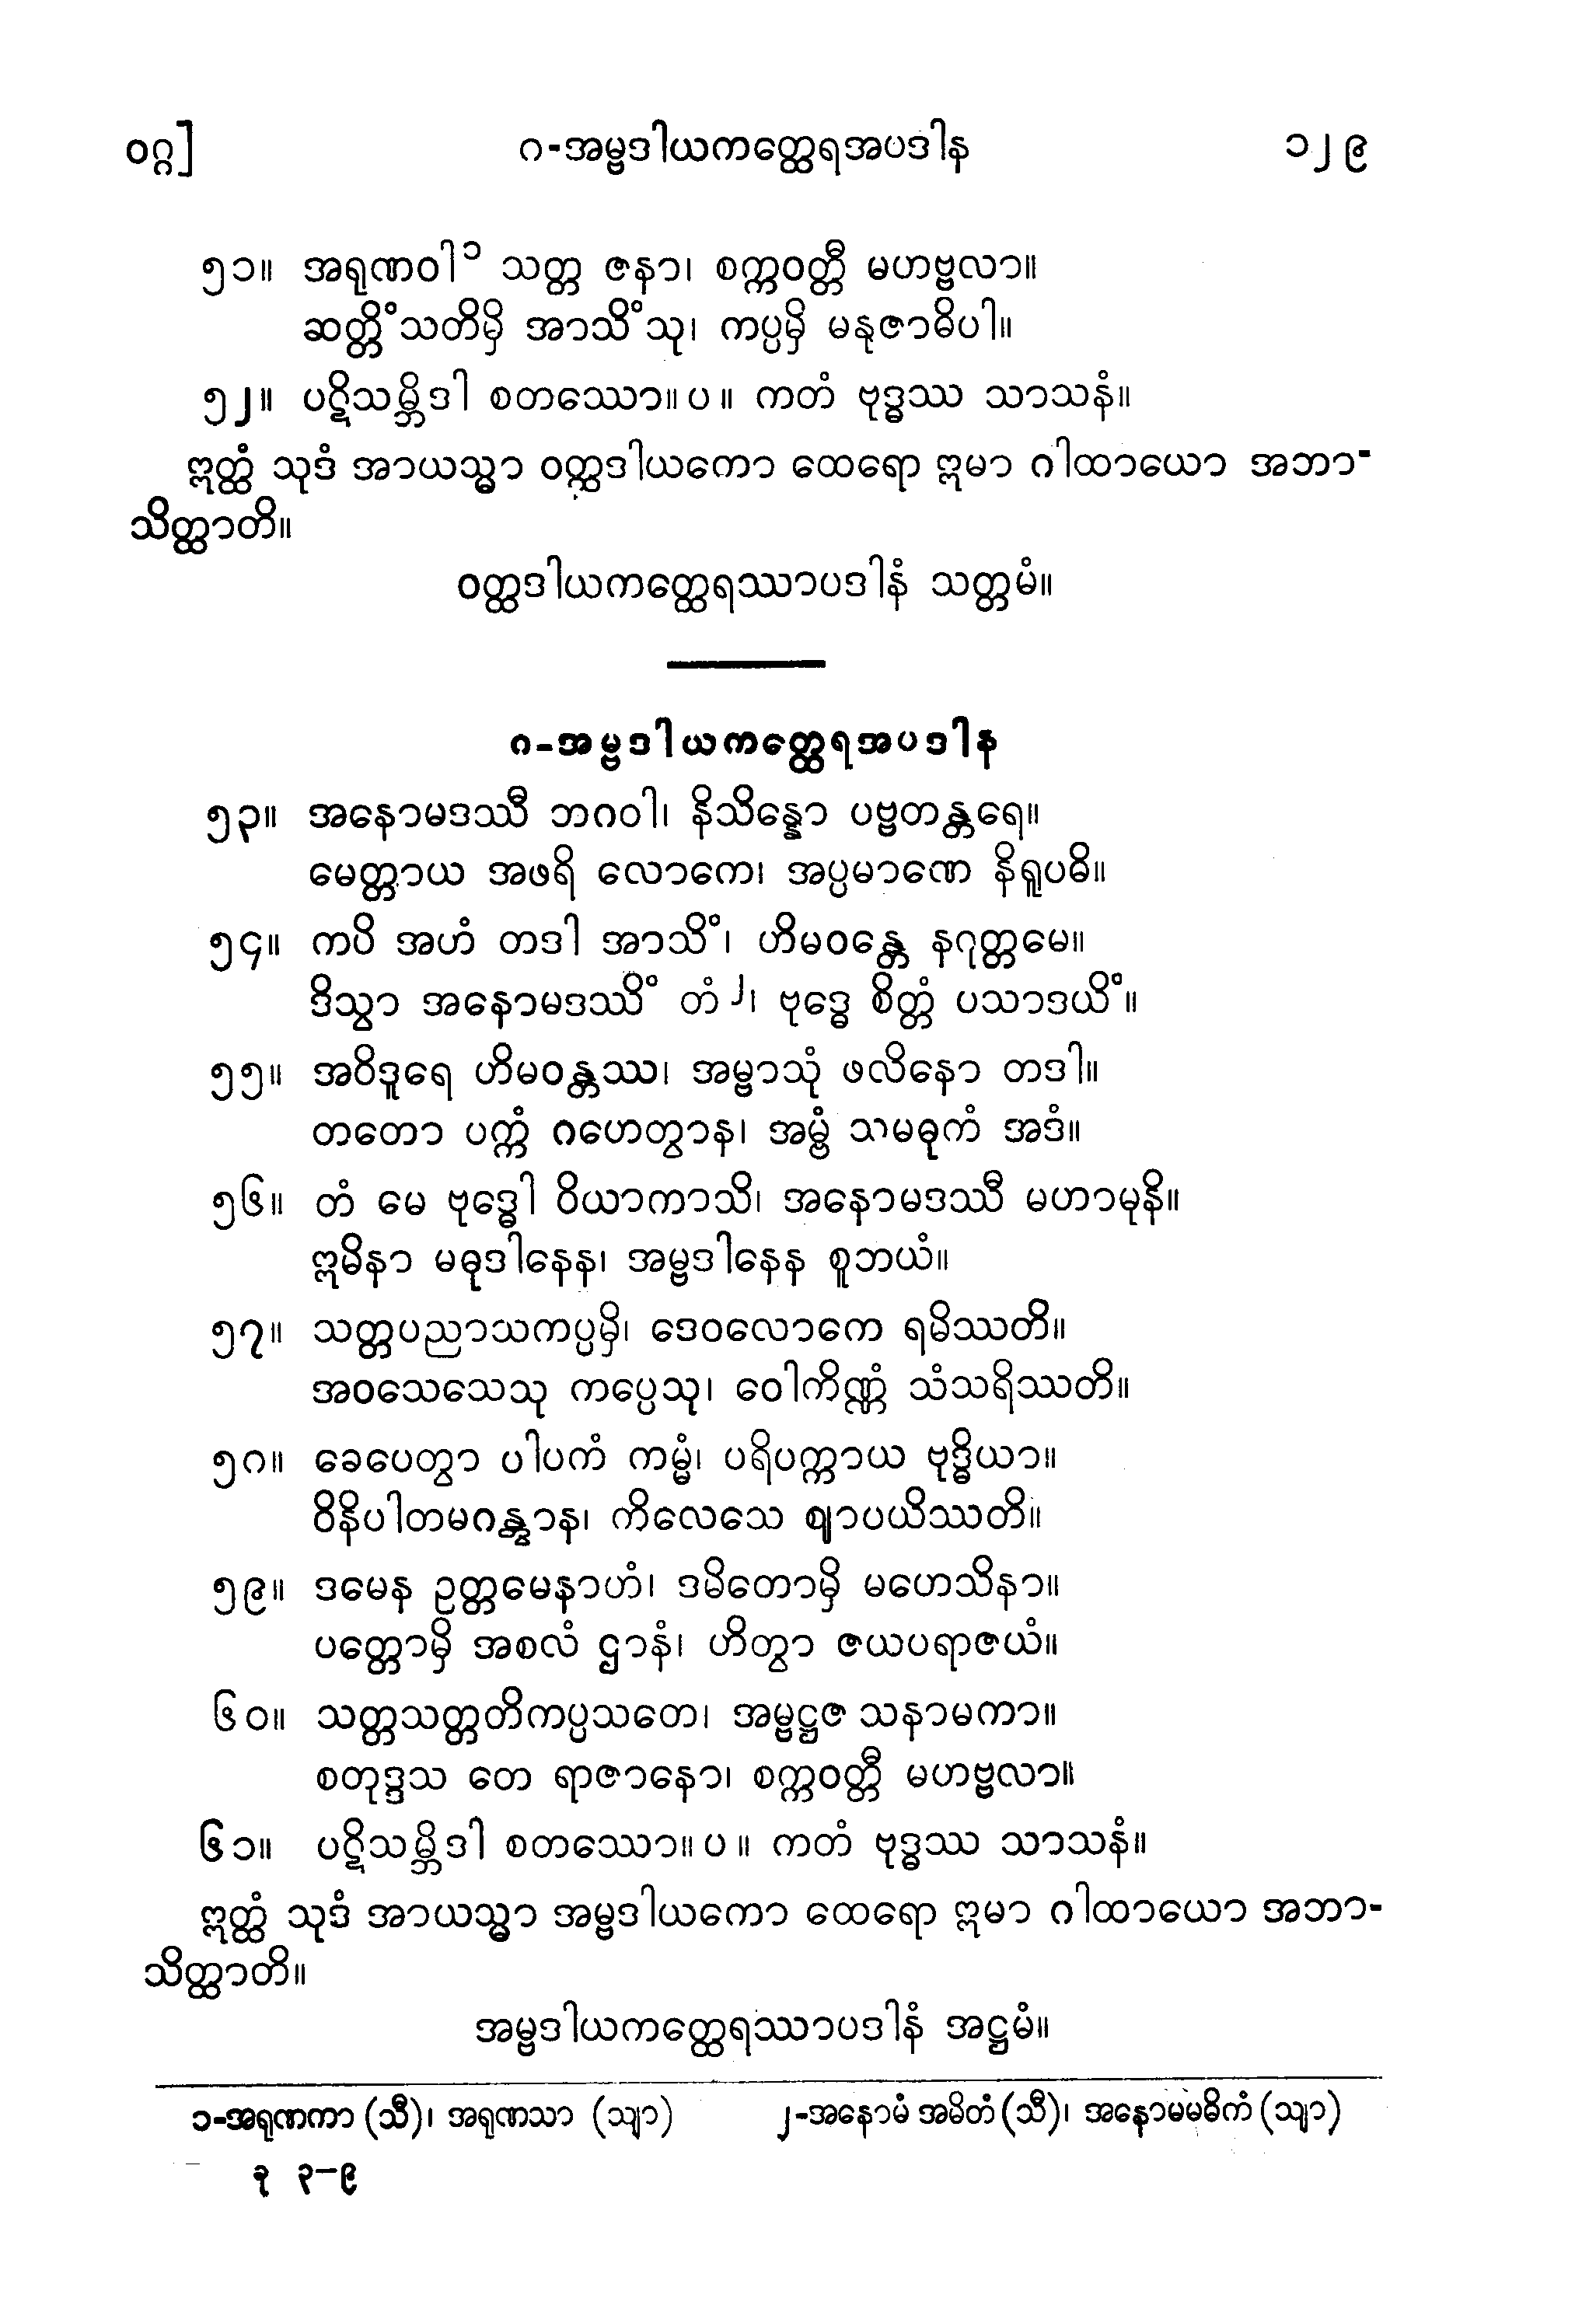 ဝဂ္ဂ]
၈-အမ္ဗဒါယကတ္ထေရအပဒါန
၁၂၉
၅၁။ အရုဏဝါ၁ သတ္တ ဇနာ၊ စက္ကဝတ္တီ မဟဗ္ဗလာ။
ဆတ္တိံသတိမှိ အာသိံသု၊ ကပ္ပမှိ မနုဇာဓိပါ။
၅၂။ ပဋိသမ္ဘိဒါ စတဿော။ပ။ ကတံ ဗုဒ္ဓဿ သာသနံ။
ဣတ္ထံ သုဒံ အာယသ္မာ ဝတ္ထဒါယကော ထေရော ဣမာ ဂါထာယော အဘာ-
သိတ္ထာတိ။
ဝတ္ထဒါယကတ္ထေရဿာပဒါနံ သတ္တမံ။
၈-အမ္ဗဒါယကတ္ထေရအပဒါန
၅၃။ အနောမဒဿီ ဘဂဝါ၊ နိသိန္နော ပဗ္ဗတန္တရေ။
မေတ္တာယ အဖရိ လောကေ၊ အပ္ပမာဏေ နိရူပဓိ။
၅၄။ ကပိ အဟံ တဒါ အာသိံ၊ ဟိမဝန္တေ နဂုတ္တမေ။
ဒိသွာ အနောမဒဿိံ တံ၂၊ ဗုဒ္ဓေ စိတ္တံ ပသာဒယိံ။
၅၅။ အဝိဒူရေ ဟိမဝန္တဿ၊ အမ္ဗာသုံ ဖလိနော တဒါ။
တတော ပက္ကံ ဂဟေတွာန၊ အမ္ဗံ သမဓုကံ အဒံ။
၅၆။ တံ မေ ဗုဒ္ဓေါ ဝိယာကာသိ၊ အနောမဒဿီ မဟာမုနိ။
ဣမိနာ မဓုဒါနေန၊ အမ္ဗဒါနေန စူဘယံ။
၅၇။ သတ္တပညာသကပ္ပမှိ၊ ဒေဝလောကေ ရမိဿတိ။
အဝသေသေသု ကပ္ပေသု၊ ဝေါကိဏ္ဏံ သံသရိဿတိ။
၅၈။ ခေပေတွာ ပါပကံ ကမ္မံ၊ ပရိပက္ကာယ ဗုဒ္ဓိယာ။
ဝိနိပါတမဂန္တွာန၊ ကိလေသေ ဈာပယိဿတိ။
၅၉။ ဒမေန ဥတ္တမေနာဟံ၊ ဒမိတောမှိ မဟေသိနာ။
ပတ္တောမှိ အစလံ ဌာနံ၊ ဟိတွာ ဇယပရာဇယံ။
၆၀။ သတ္တသတ္တတိကပ္ပသတေ၊ အမ္ဗဋ္ဌဇ သနာမကာ။
စတုဒ္ဒသ တေ ရာဇာနော၊ စက္ကဝတ္တီ မဟဗ္ဗလာ။
၆၁။ ပဋိသမ္ဘိဒါ စတဿော။ပ။ ကတံ ဗုဒ္ဓဿ သာသနံ။
ဣတ္ထံ သုဒံ အာယသ္မာ အမ္ဗဒါယကော ထေရော ဣမာ ဂါထာယော အဘာ-
သိတ္ထာတိ။
အမ္ဗဒါယကတ္ထေရဿာပဒါနံ အဋ္ဌမံ။
၁-အရုဏကာ (သီ)၊ အရုဏသာ (သျာ) ၂-အနောမံ အမိတံ (သီ)၊ အနောမမဓိကံ (သျာ)
ခု ၃-၉